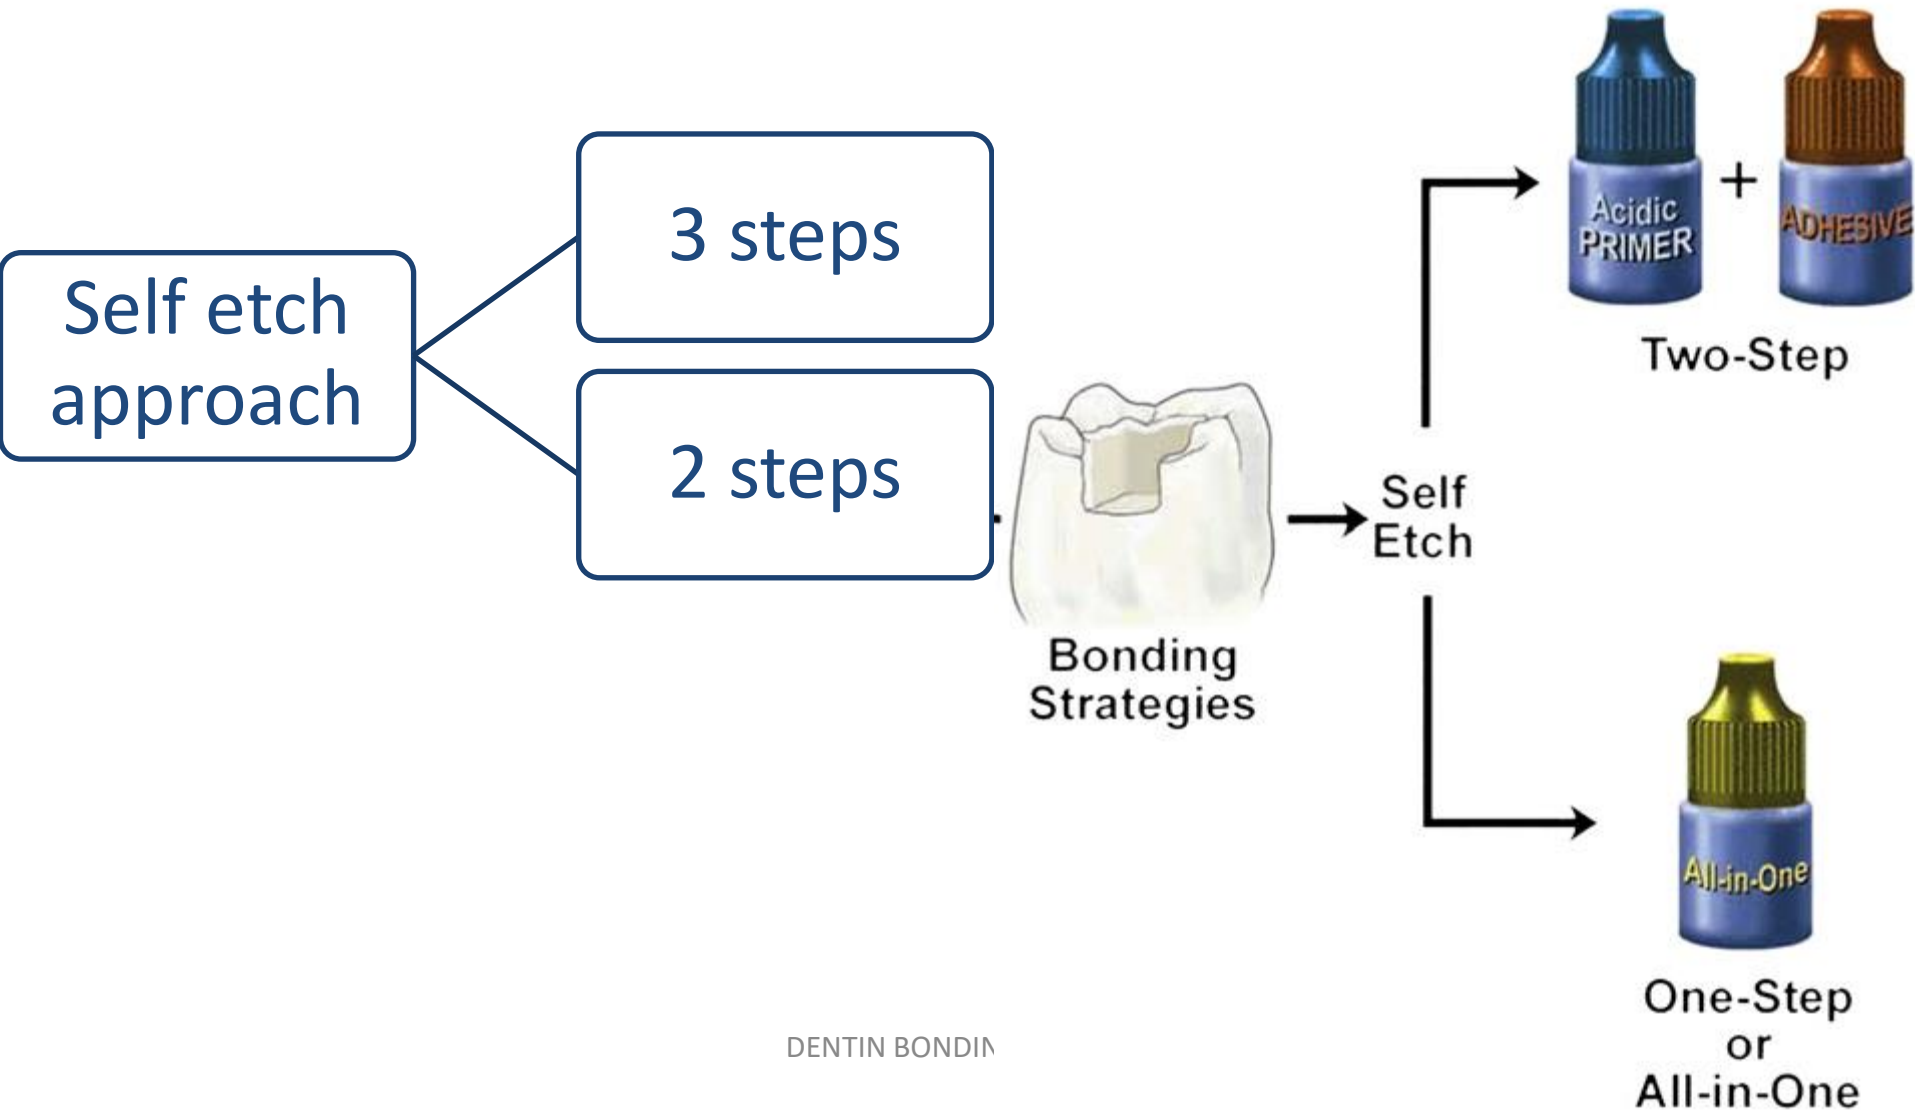 Self etch
approach
3 steps
2 steps
Bonding
Strategies
Self
Etch
Acidic
PRIMER
+
ADHESIVE
Two-Step
All-in-One
One-Step
or
All-in-One
DENTIN BONDIN